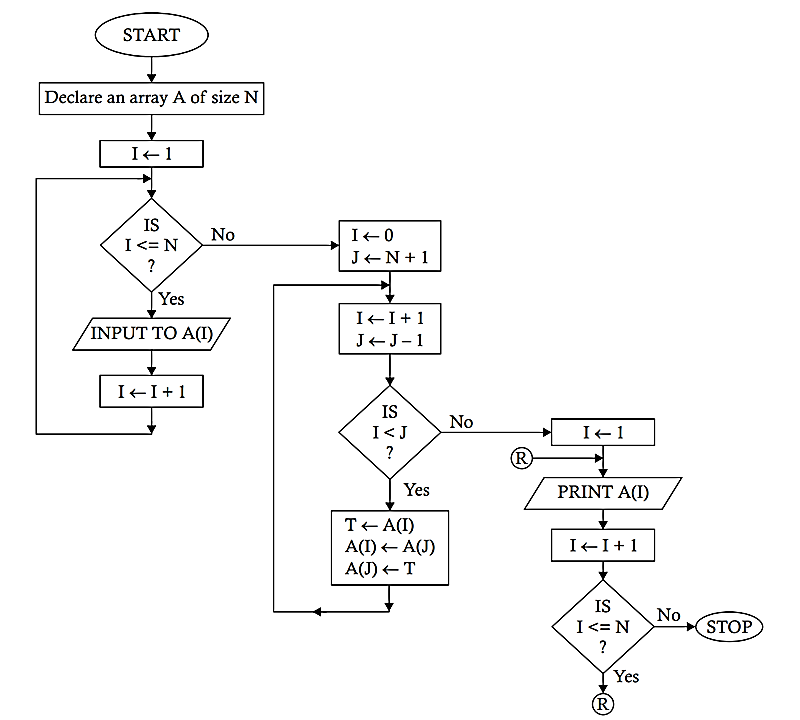 START
Declare an array A of size N
I ← 1
IS
I <= N
?
No
Yes
INPUT TO A(I)
I ← I + 1
I ← 0
J ← N + 1
I ← I + 1
J ← J – 1
IS
I < J
?
No
Yes
T ← A(I)
A(I) ← A(J)
A(J) ← T
I ← 1
R
PRINT A(I)
I ← I + 1
IS
I <= N
?
No
STOP
Yes
R